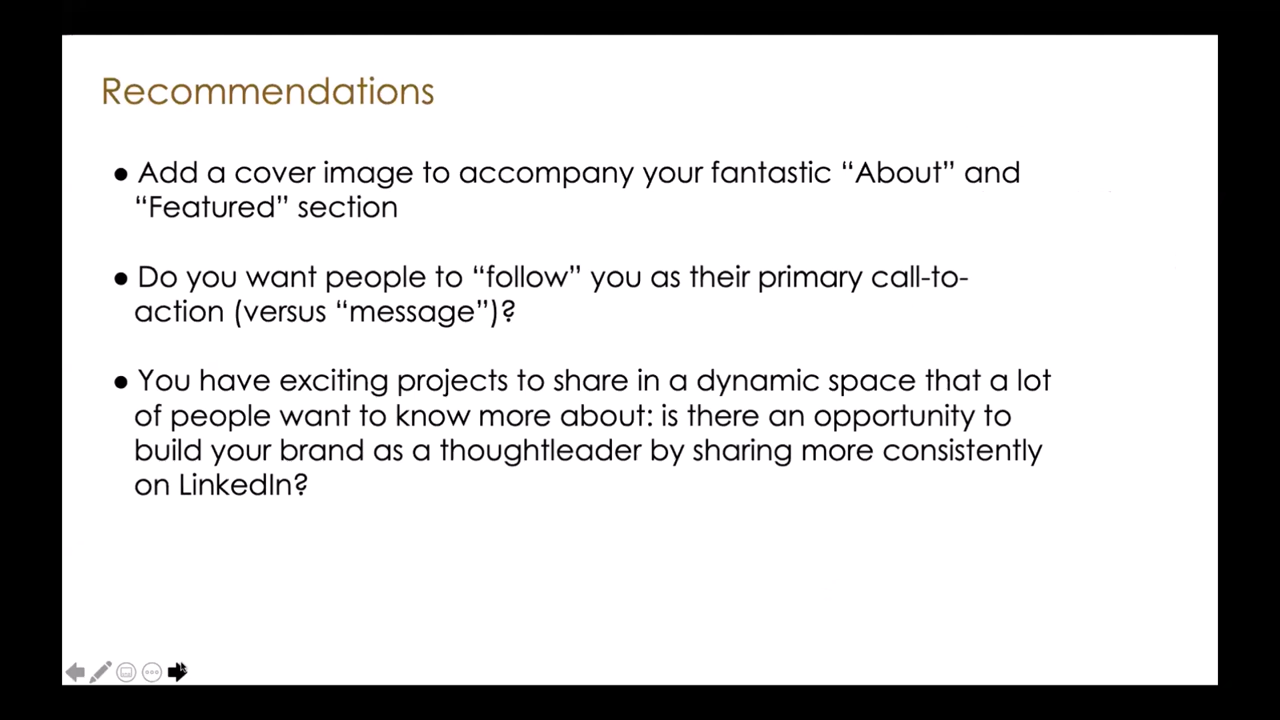 Recommendations
● Add a cover image to accompany your fantastic “About” and
“Featured” section
● Do you want people to “follow” you as their primary call-to-
action (versus “message”)?
● You have exciting projects to share in a dynamic space that a lot
of people want to know more about: is there an opportunity to
build your brand as a thoughtleader by sharing more consistently
on LinkedIn?